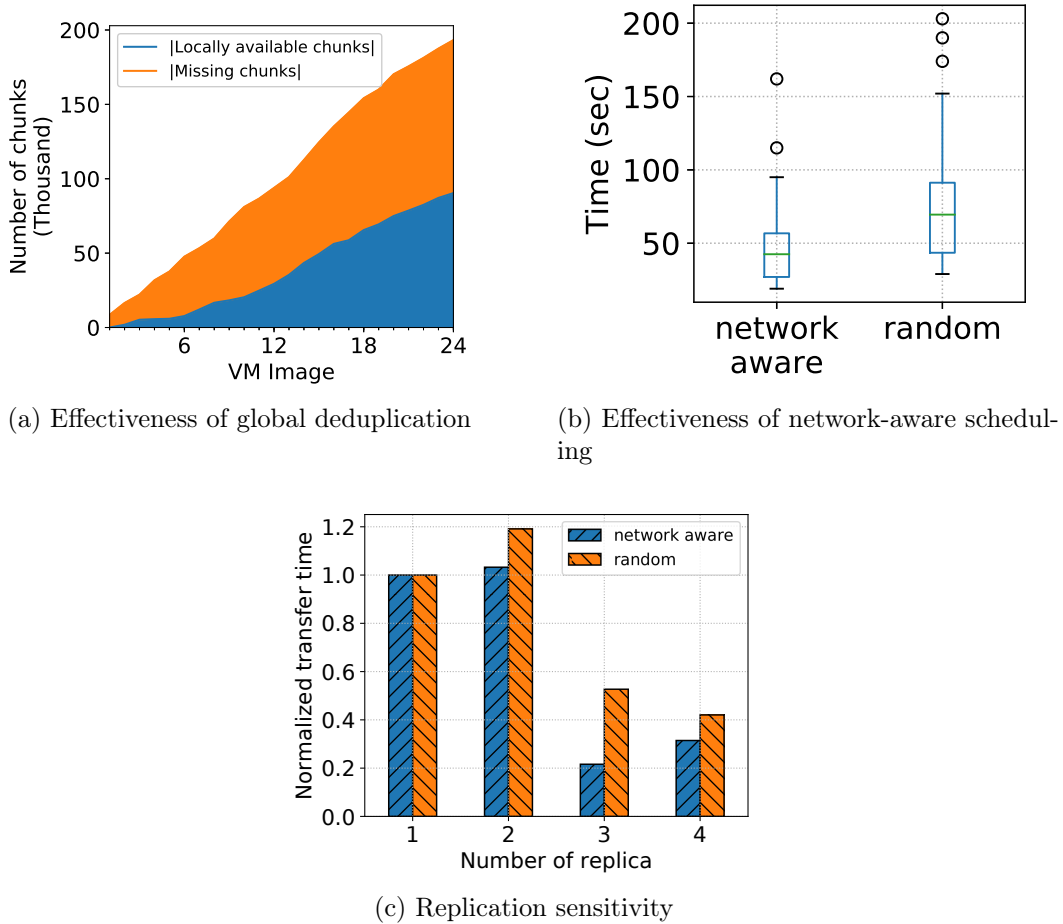 200
150
100
50
0
Number of chunks
(Thousand)
|Locally available chunks|
|Missing chunks|
6 12 18 24
VM Image
(a) Effectiveness of global deduplication
200
150
100
50
Time (sec)
network
aware
random
(b) Effectiveness of network-aware schedul-
ing
1.2
1.0
0.8
0.6
0.4
0.2
0.0
Normalized transfer time
network aware
random
1 2 3 4
Number of replica
(c) Replication sensitivity